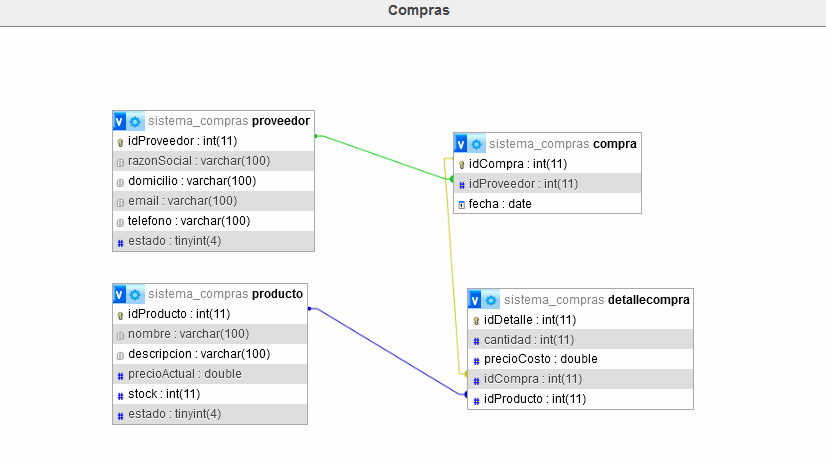 Compras
sistema_compras proveedor
idProveedor : int(11)
razonSocial : varchar(100)
domicilio : varchar(100)
email : varchar(100)
telefono : varchar(100)
# estado : tinyint(4)
sistema_compras compra
idCompra : int(11)
# idProveedor : int(11)
fecha : date
sistema_compras producto
idProducto : int(11)
nombre : varchar(100)
descripcion : varchar(100)
# precioActual : double
# stock : int(11)
# estado : tinyint(4)
sistema_compras detallecompra
idDetalle : int(11)
# cantidad : int(11)
# precioCosto : double
# idCompra : int(11)
# idProducto : int(11)